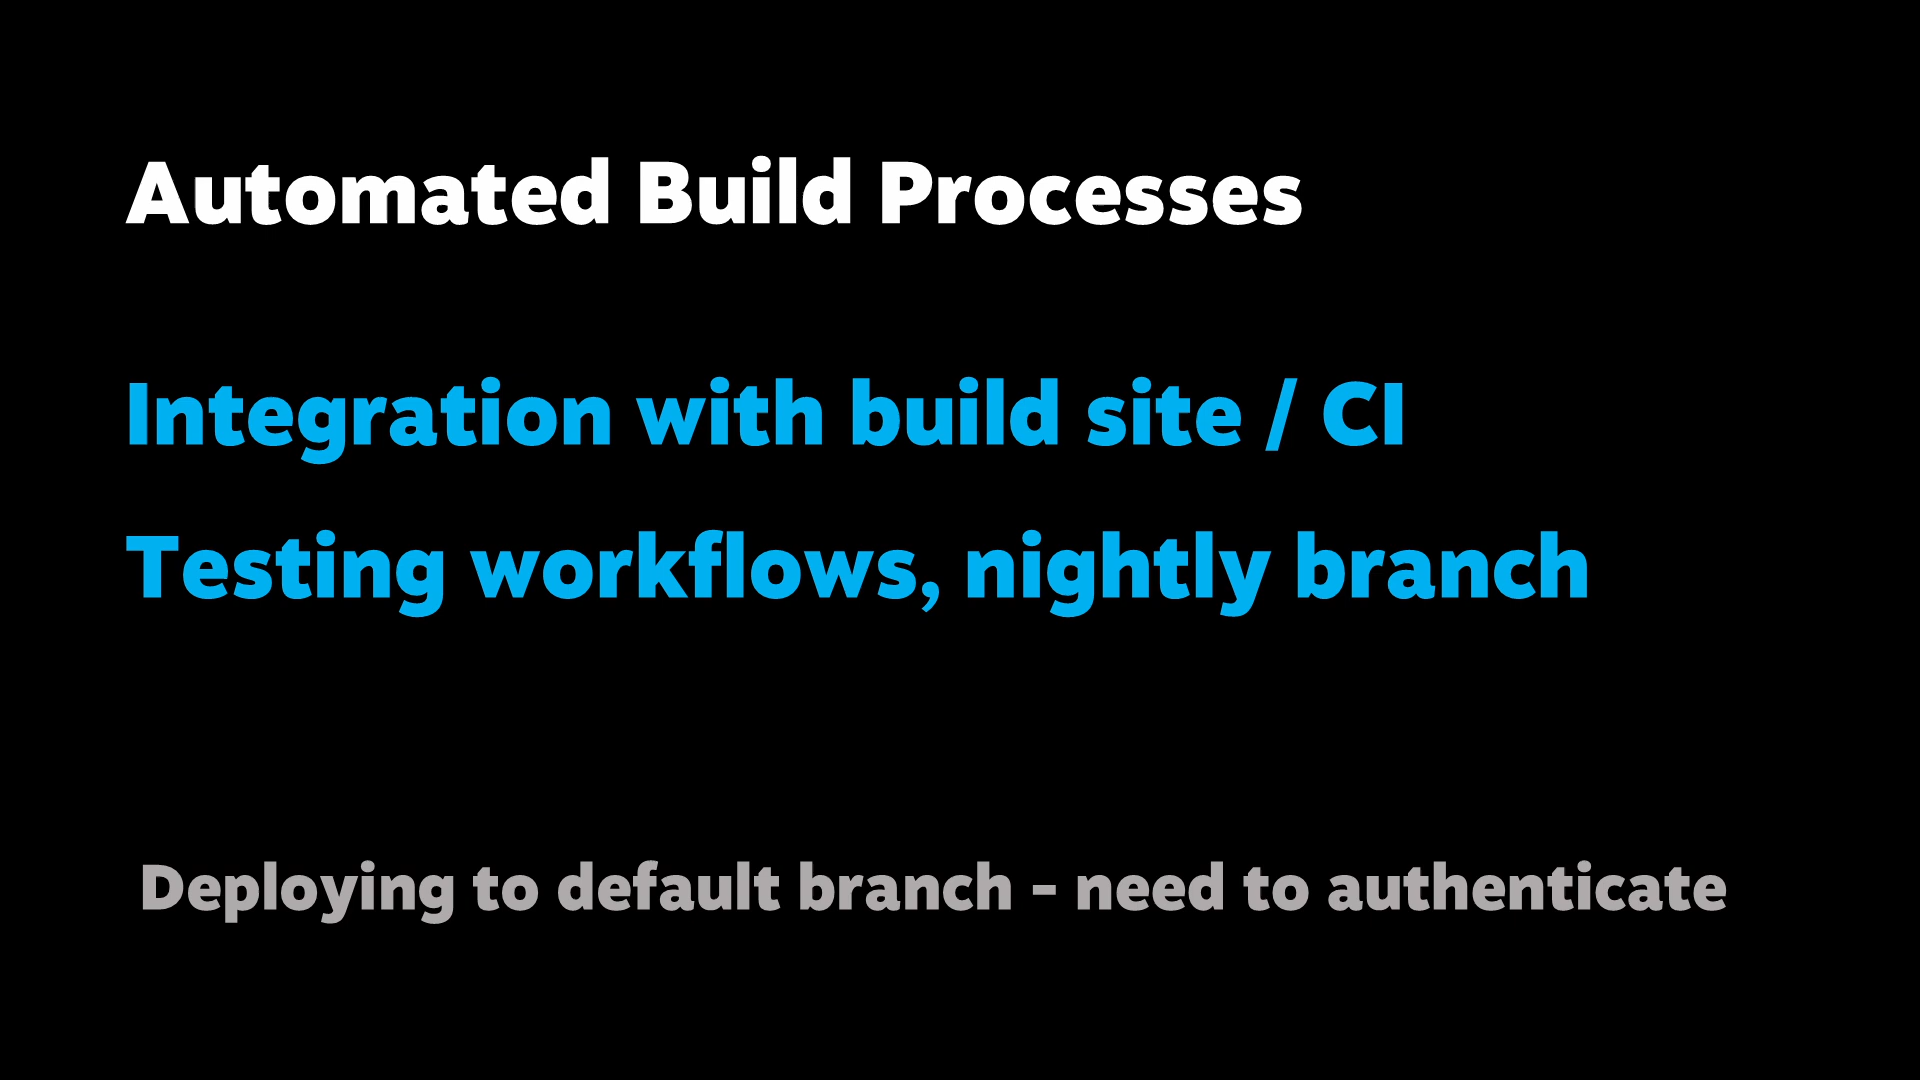 Automated Build Processes
Integration with build site / CI
Testing workflows, nightly branch
Deploying to default branch - need to authenticate